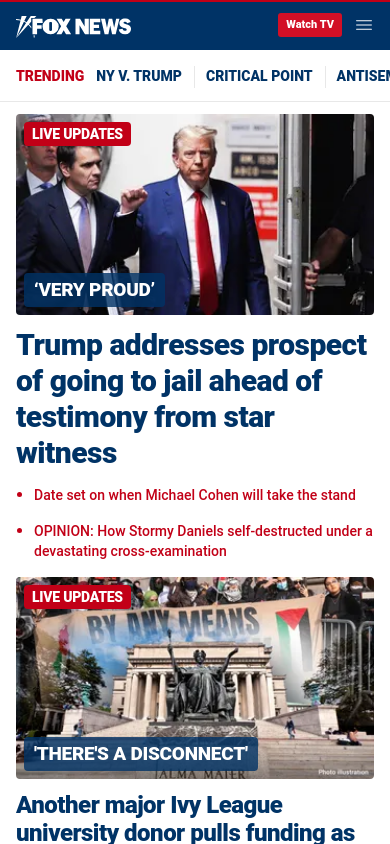 FOX NEWS
Watch TV
TRENDING NY V. TRUMP CRITICAL POINT ANTISEM
LIVE UPDATES
‘VERY PROUD’
Trump addresses prospect
of going to jail ahead of
testimony from star
witness
Date set on when Michael Cohen will take the stand
OPINION: How Stormy Daniels self-destructed under a
devastating cross-examination
LIVE UPDATES
BY ANY MEANS
'THERE'S A DISCONNECT'
ALMA MATER
Photo Illustration
Another major Ivy League
university donor pulls funding as